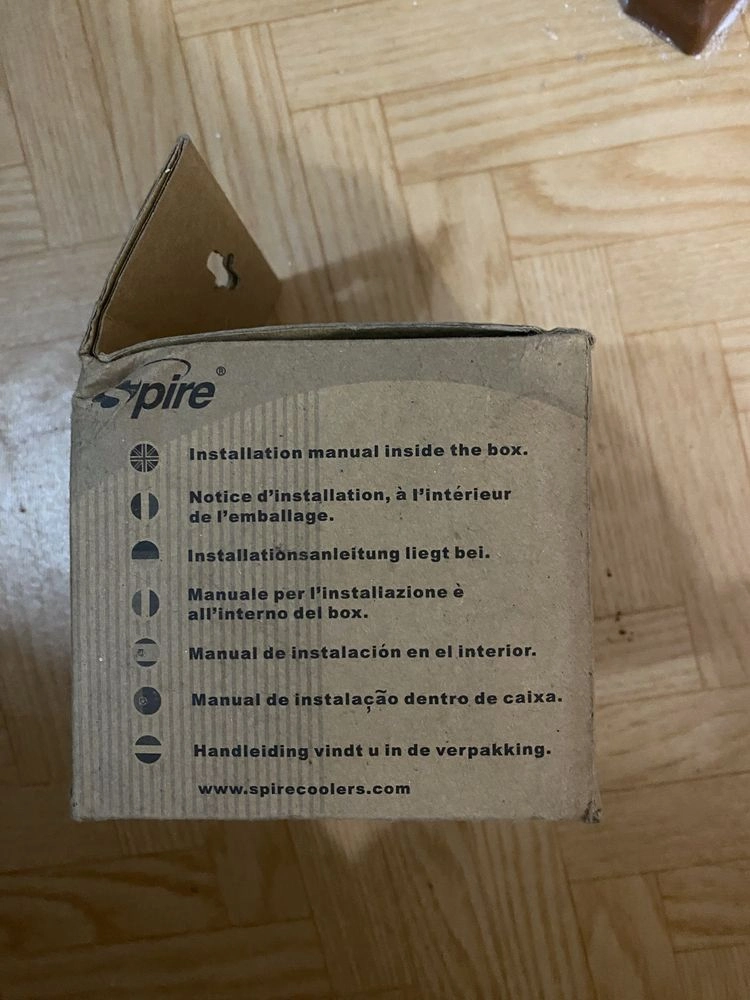 Spire®
Installation manual inside the box.
Notice d'installation, à l'intérieur
de l'emballage.
Installationsanleitung liegt bei.
Manuale per l'installazione è
all'interno del box.
Manual de instalación en el interior.
Manual de instalação dentro de caixa.
Handleiding vindt u in de verpakking.
www.spirecoolers.com